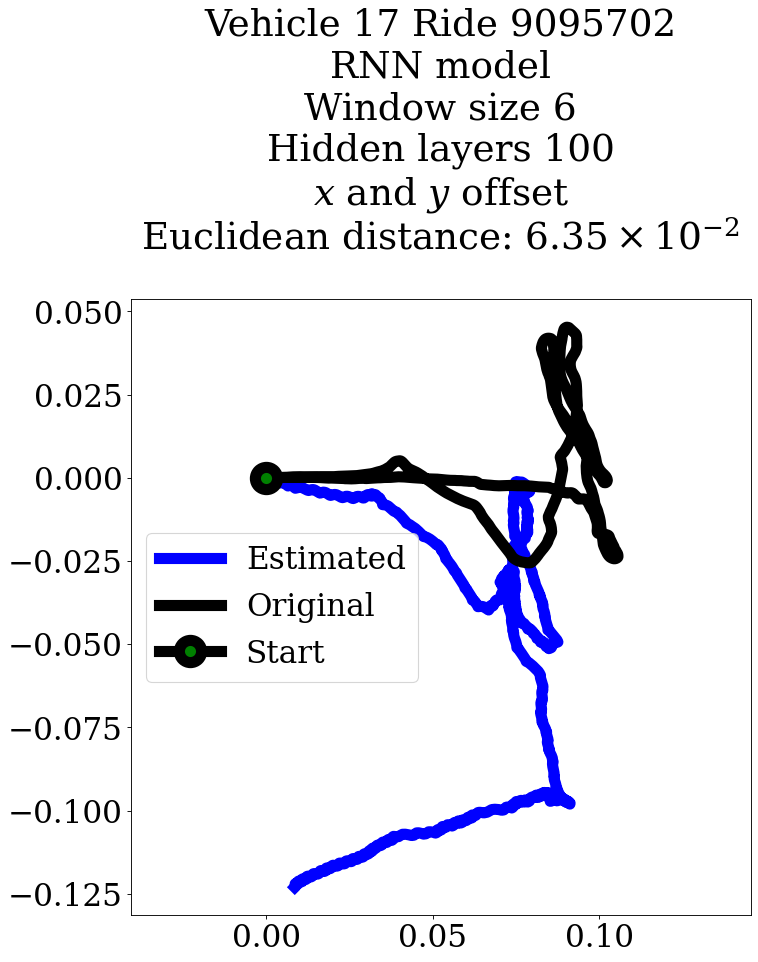 Vehicle 17 Ride 9095702
RNN model
Window size 6
Hidden layers 100
x and y offset
Euclidean distance: 6.35 × 10⁻²
0.050
0.025
0.000
−0.025
−0.050
−0.075
−0.100
−0.125
Estimated
Original
Start
0.00 0.05 0.10